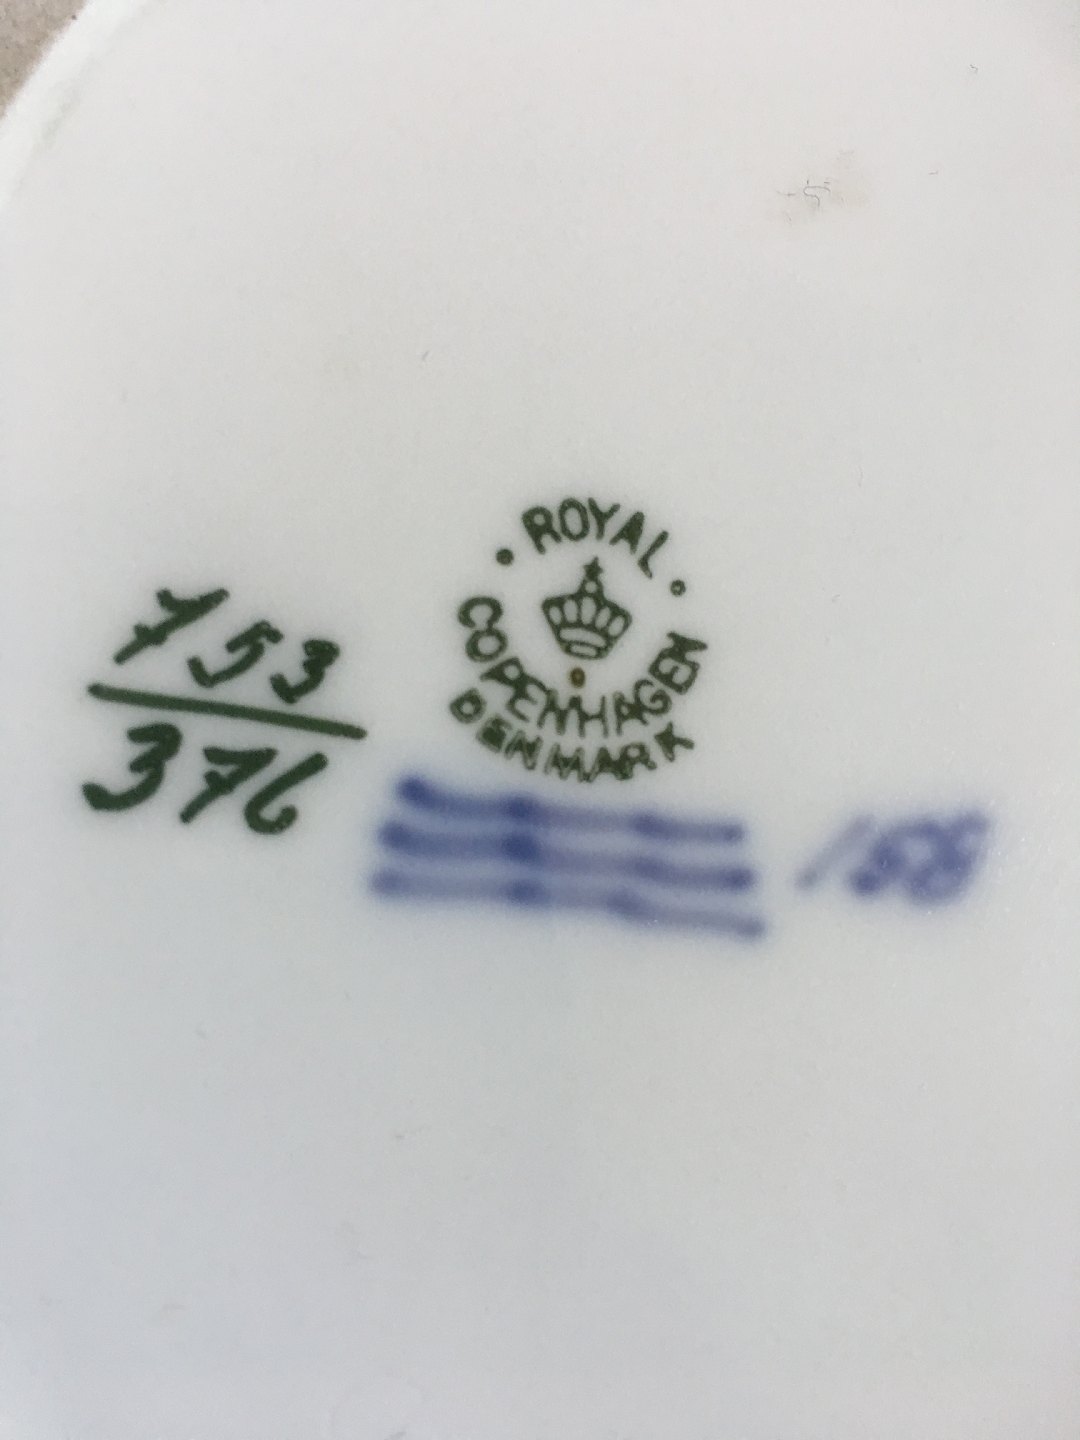 ROYAL
COPENHAGEN
DENMARK
753
376